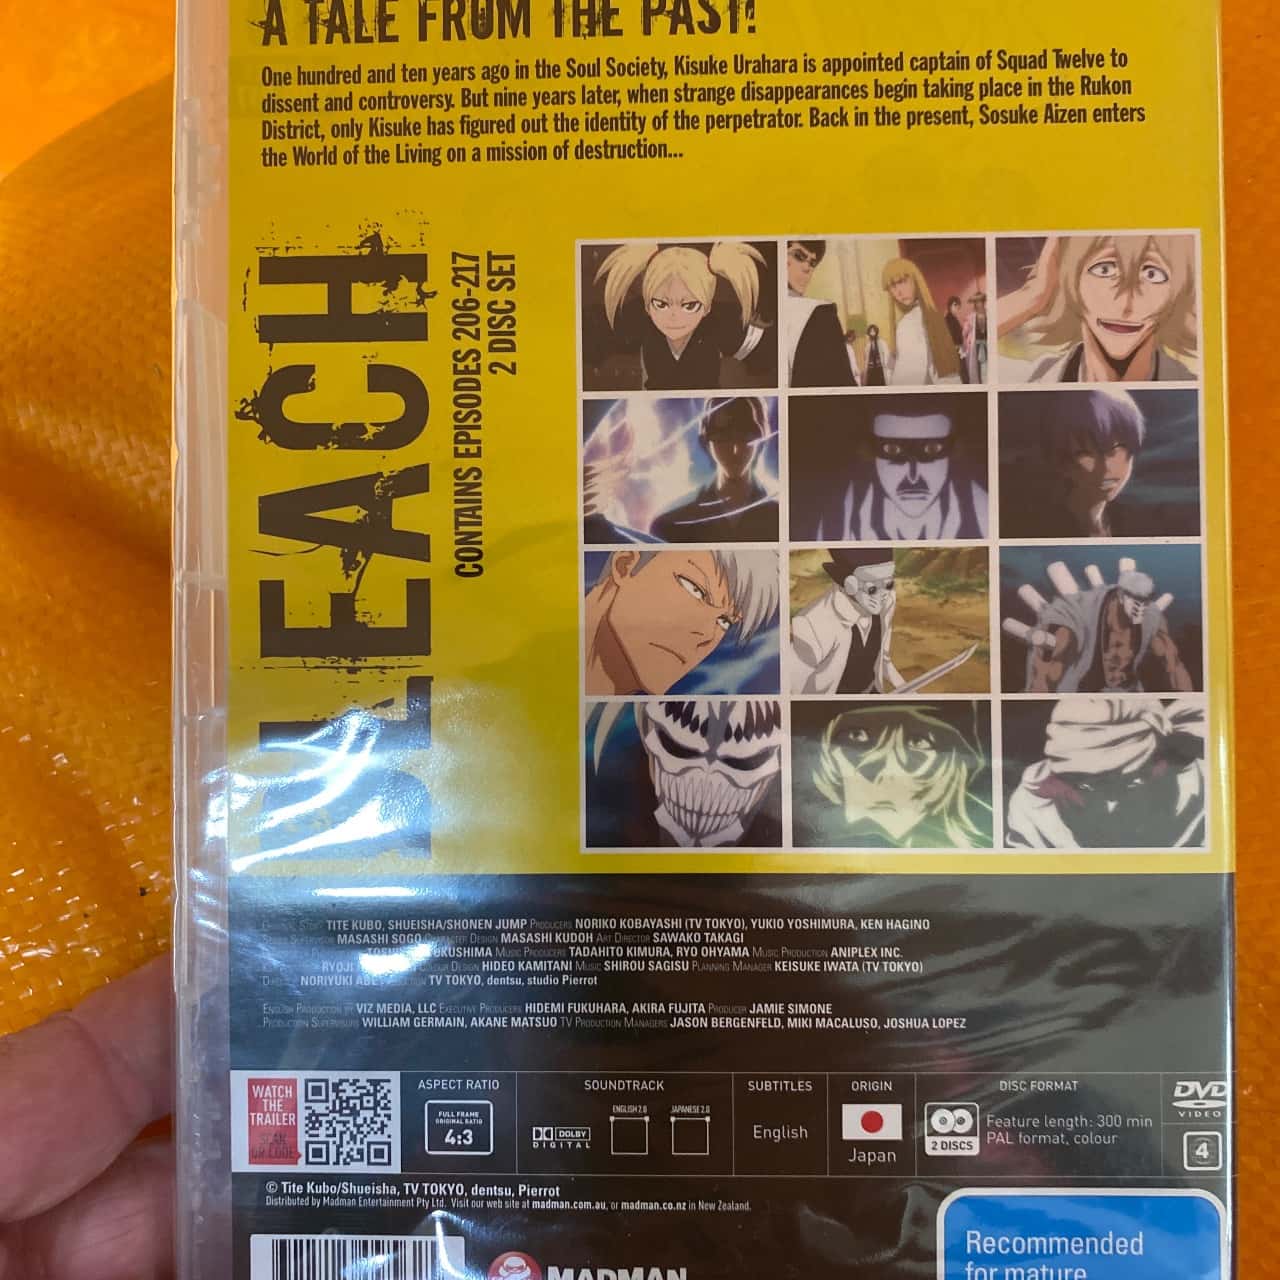 A TALE FROM THE PAST!
One hundred and ten years ago in the Soul Society, Kisuke Urahara is appointed captain of Squad Twelve to
dissent and controversy. But nine years later, when strange disappearances begin taking place in the Rukon
District, only Kisuke has figured out the identity of the perpetrator. Back in the present, Sosuke Aizen enters
the World of the Living on a mission of destruction...
BLEACH
CONTAINS EPISODES 206-217
2 DISC SET
TITE KUBO, SHUEISHA/SHONEN JUMP PRODUCERS NORIKO KOBAYASHI (TV TOKYO), YUKIO YOSHIMURA, KEN HAGINO
MASASHI SOGO CHARACTER DESIGN MASASHI KUDOH ART DIRECTOR SAWAKO TAKAGI
MUSIC PRODUCERS TADAHITO KIMURA, RYO OHYAMA MUSIC PRODUCTION ANIPLEX INC.
RYOJI DESIGN HIDEO KAMITANI MUSIC SHIROU SAGISU PLANNING MANAGER KEISUKE IWATA (TV TOKYO)
NORIYUKI ABE TV TOKYO, dentsu, studio Pierrot
ENGLISH PRODUCTION BY VIZ MEDIA, LLC EXECUTIVE PRODUCERS HIDEMI FUKUHARA, AKIRA FUJITA PRODUCER JAMIE SIMONE
PRODUCTION SUPERVISORS WILLIAM GERMAIN, AKANE MATSUO TV PRODUCTION MANAGERS JASON BERGENFELD, MIKI MACALUSO, JOSHUA LOPEZ
WATCH
THE
TRAILER
SCAN
QR CODE
ASPECT RATIO
FULL FRAME
ORIGINAL RATIO
4:3
SOUNDTRACK
DOLBY
DIGITAL
ENGLISH 2.0
JAPANESE 2.0
SUBTITLES
English
ORIGIN
Japan
DISC FORMAT
2 DISCS
Feature length: 300 min
PAL format, colour
DVD
VIDEO
4
© Tite Kubo/Shueisha, TV TOKYO, dentsu, Pierrot
Distributed by Madman Entertainment Pty Ltd. Visit our web site at madman.com.au, or madman.co.nz in New Zealand.
MADMAN
Recommended
for mature